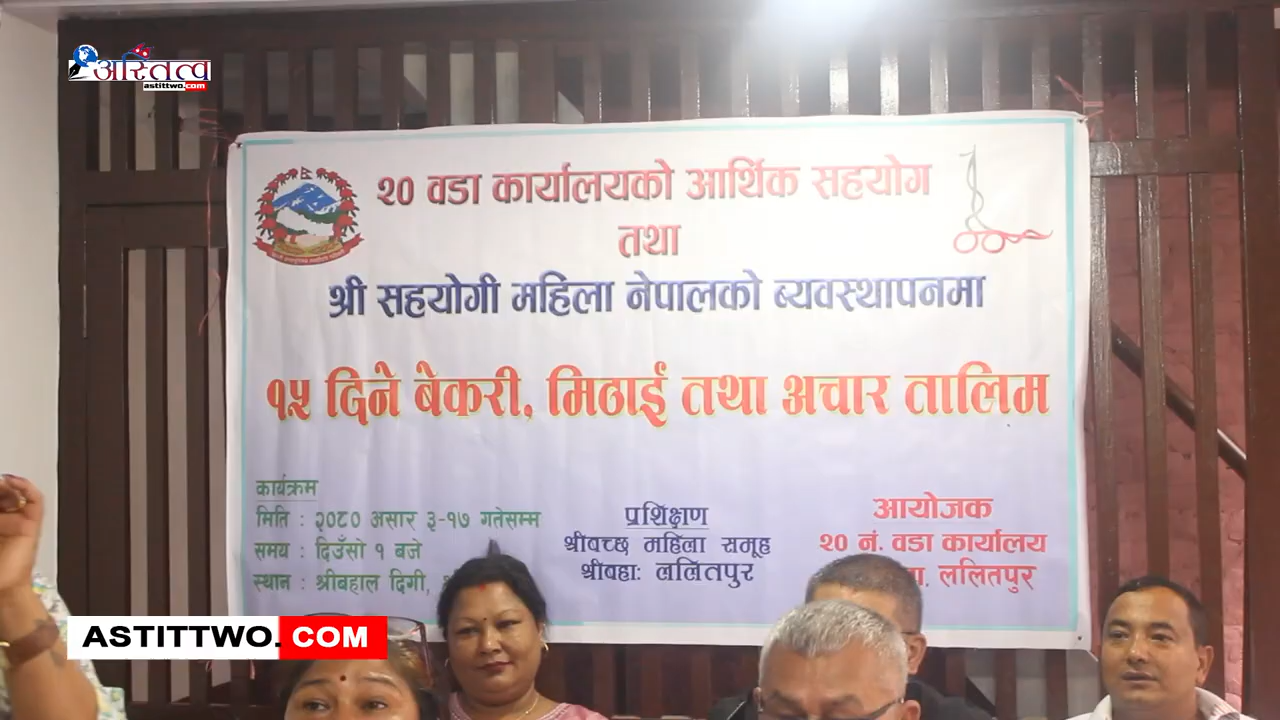 अस्तित्व
astittwo.com
२० वडा कार्यालयको आर्थिक सहयोग
तथा
श्री सहयोगी महिला नेपालको ब्यवस्थापनमा
१५ दिने बेकरी, मिठाई तथा अचार तालिम
कार्यक्रम
मिति : २०८० असार ३-१७ गतेसम्म
समय : दिउँसो १ बजे
स्थान : श्रीबहाल दिगी,
प्रशिक्षण
श्रीवच्छ महिला समूह
श्रीवहाः ललितपुर
आयोजक
२० नं. वडा कार्यालय
ललितपुर
ASTITTWO.COM